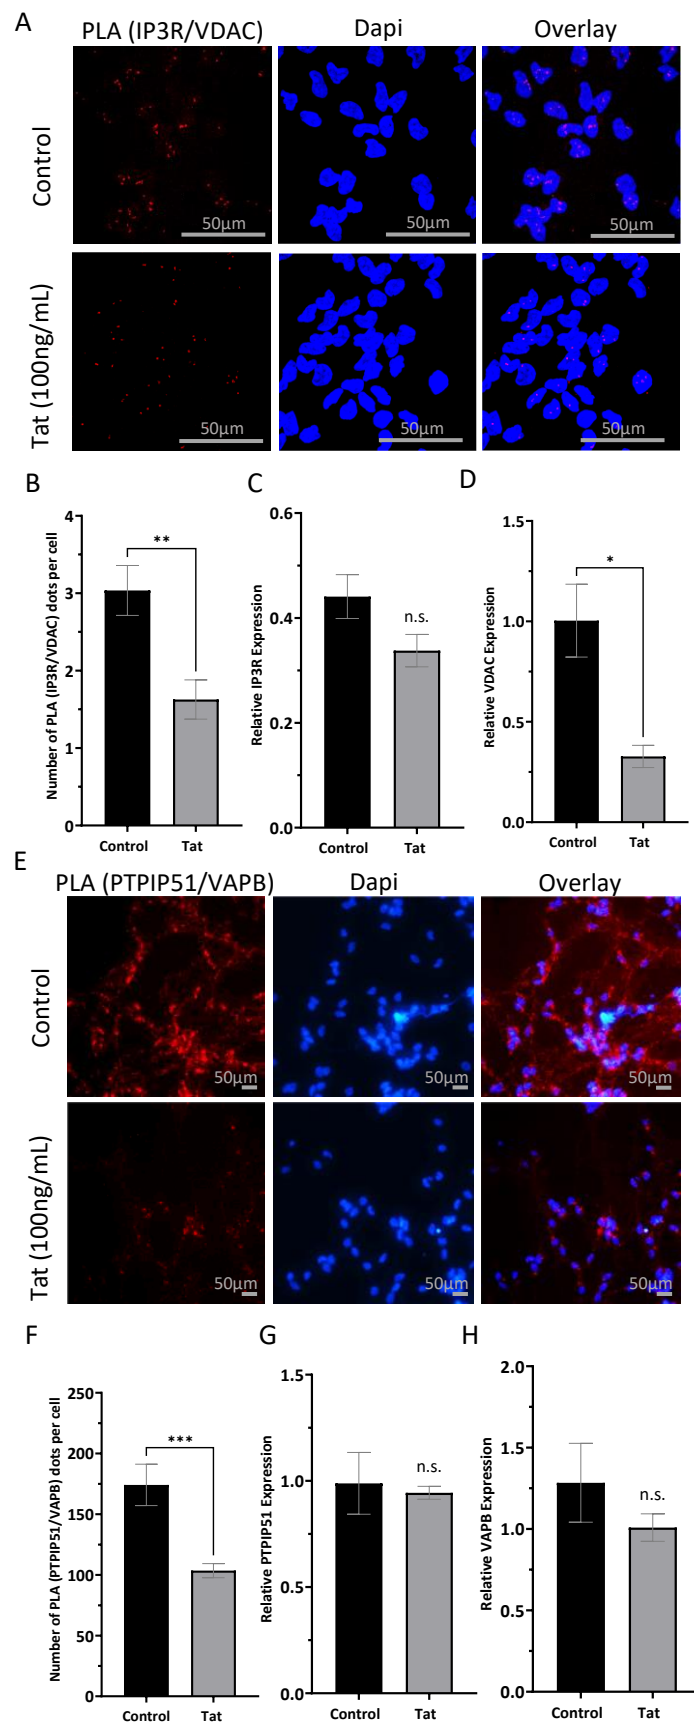 A
PLA (IP3R/VDAC)
Dapi
Overlay
Control
50µm
50µm
50µm
Tat (100ng/mL)
50µm
50µm
50µm
B
Number of PLA (IP3R/VDAC) dots per cell
4
3
2
1
0
**
Control
Tat
C
Relative IP3R Expression
0.6
0.4
0.2
0.0
n.s.
Control
Tat
D
Relative VDAC Expression
1.5
1.0
0.5
0.0
*
Control
Tat
E
PLA (PTPIP51/VAPB)
Dapi
Overlay
Control
50µm
50µm
50µm
Tat (100ng/mL)
50µm
50µm
50µm
F
Number of PLA (PTPIP51/VAPB) dots per cell
250
200
150
100
50
0
***
Control
Tat
G
Relative PTPIP51 Expression
1.5
1.0
0.5
0.0
n.s.
Control
Tat
H
Relative VAPB Expression
2.0
1.5
1.0
0.5
0.0
n.s.
Control
Tat